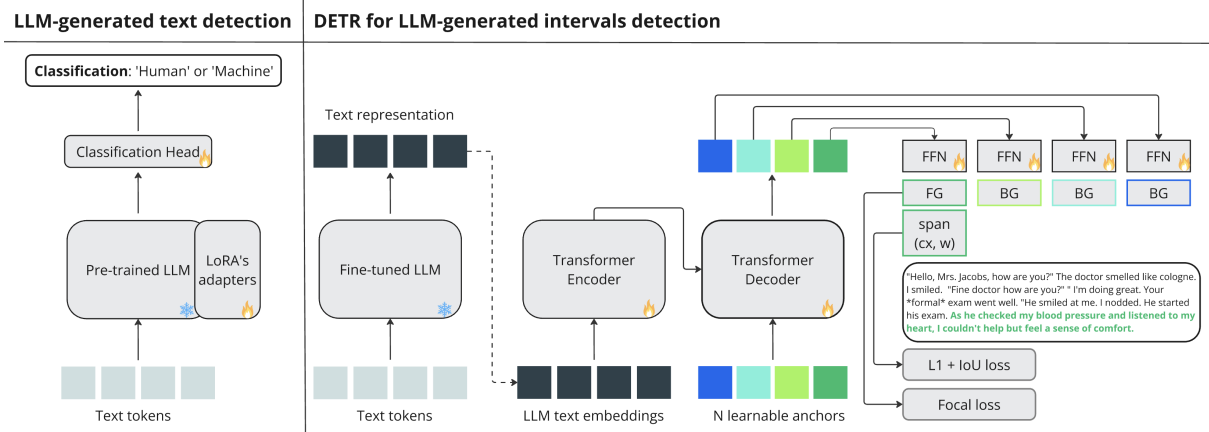 LLM-generated text detection
DETR for LLM-generated intervals detection
Classification: 'Human' or 'Machine'
Classification Head
Pre-trained LLM
LoRA's
adapters
Text tokens
Text representation
Fine-tuned LLM
Text tokens
Transformer
Encoder
LLM text embeddings
Transformer
Decoder
N learnable anchors
FFN
FFN
FFN
FFN
FG
BG
BG
BG
span
(cx, w)
"Hello, Mrs. Jacobs, how are you?" The doctor smelled like cologne.
I smiled. "Fine doctor how are you?" " I'm doing great. Your
*formal* exam went well. "He smiled at me. I nodded. He started
his exam. As he checked my blood pressure and listened to my
heart, I couldn't help but feel a sense of comfort.
L1 + IoU loss
Focal loss